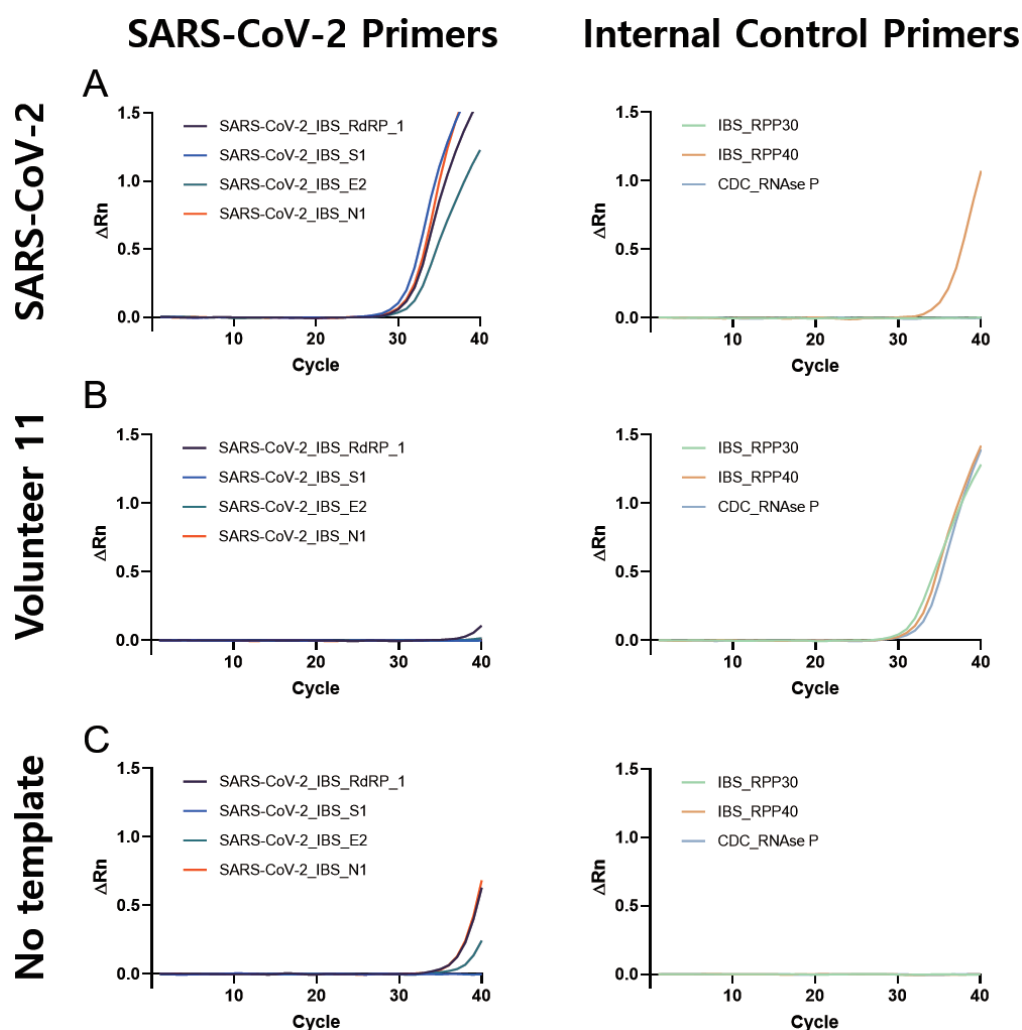 SARS-CoV-2 Primers
Internal Control Primers
SARS-CoV-2
A
1.5
1.0
0.5
0.0
ΔRn
SARS-CoV-2_IBS_RdRP_1
SARS-CoV-2_IBS_S1
SARS-CoV-2_IBS_E2
SARS-CoV-2_IBS_N1
10 20 30 40
Cycle
1.5
1.0
0.5
0.0
ΔRn
IBS_RPP30
IBS_RPP40
CDC_RNAse P
10 20 30 40
Cycle
Volunteer 11
B
1.5
1.0
0.5
0.0
ΔRn
SARS-CoV-2_IBS_RdRP_1
SARS-CoV-2_IBS_S1
SARS-CoV-2_IBS_E2
SARS-CoV-2_IBS_N1
10 20 30 40
Cycle
1.5
1.0
0.5
0.0
ΔRn
IBS_RPP30
IBS_RPP40
CDC_RNAse P
10 20 30 40
Cycle
No template
C
1.5
1.0
0.5
0.0
ΔRn
SARS-CoV-2_IBS_RdRP_1
SARS-CoV-2_IBS_S1
SARS-CoV-2_IBS_E2
SARS-CoV-2_IBS_N1
10 20 30 40
Cycle
1.5
1.0
0.5
0.0
ΔRn
IBS_RPP30
IBS_RPP40
CDC_RNAse P
10 20 30 40
Cycle